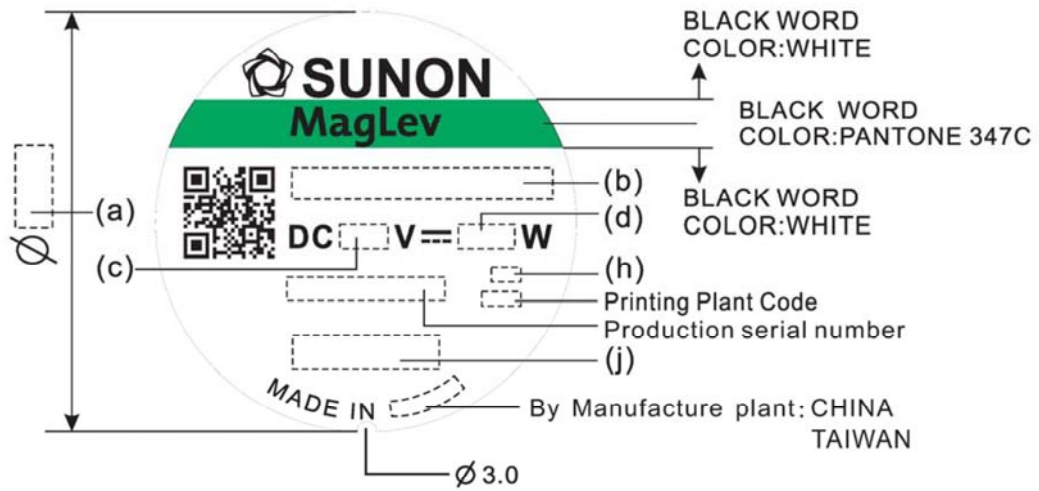 BLACK WORD
COLOR:WHITE
SUNON
MagLev
BLACK WORD
COLOR:PANTONE 347C
(b)
BLACK WORD
COLOR:WHITE
(a)
(d)
DC V W
Ø
(c)
(h)
Printing Plant Code
Production serial number
(j)
MADE IN
By Manufacture plant: CHINA
TAIWAN
Ø 3.0